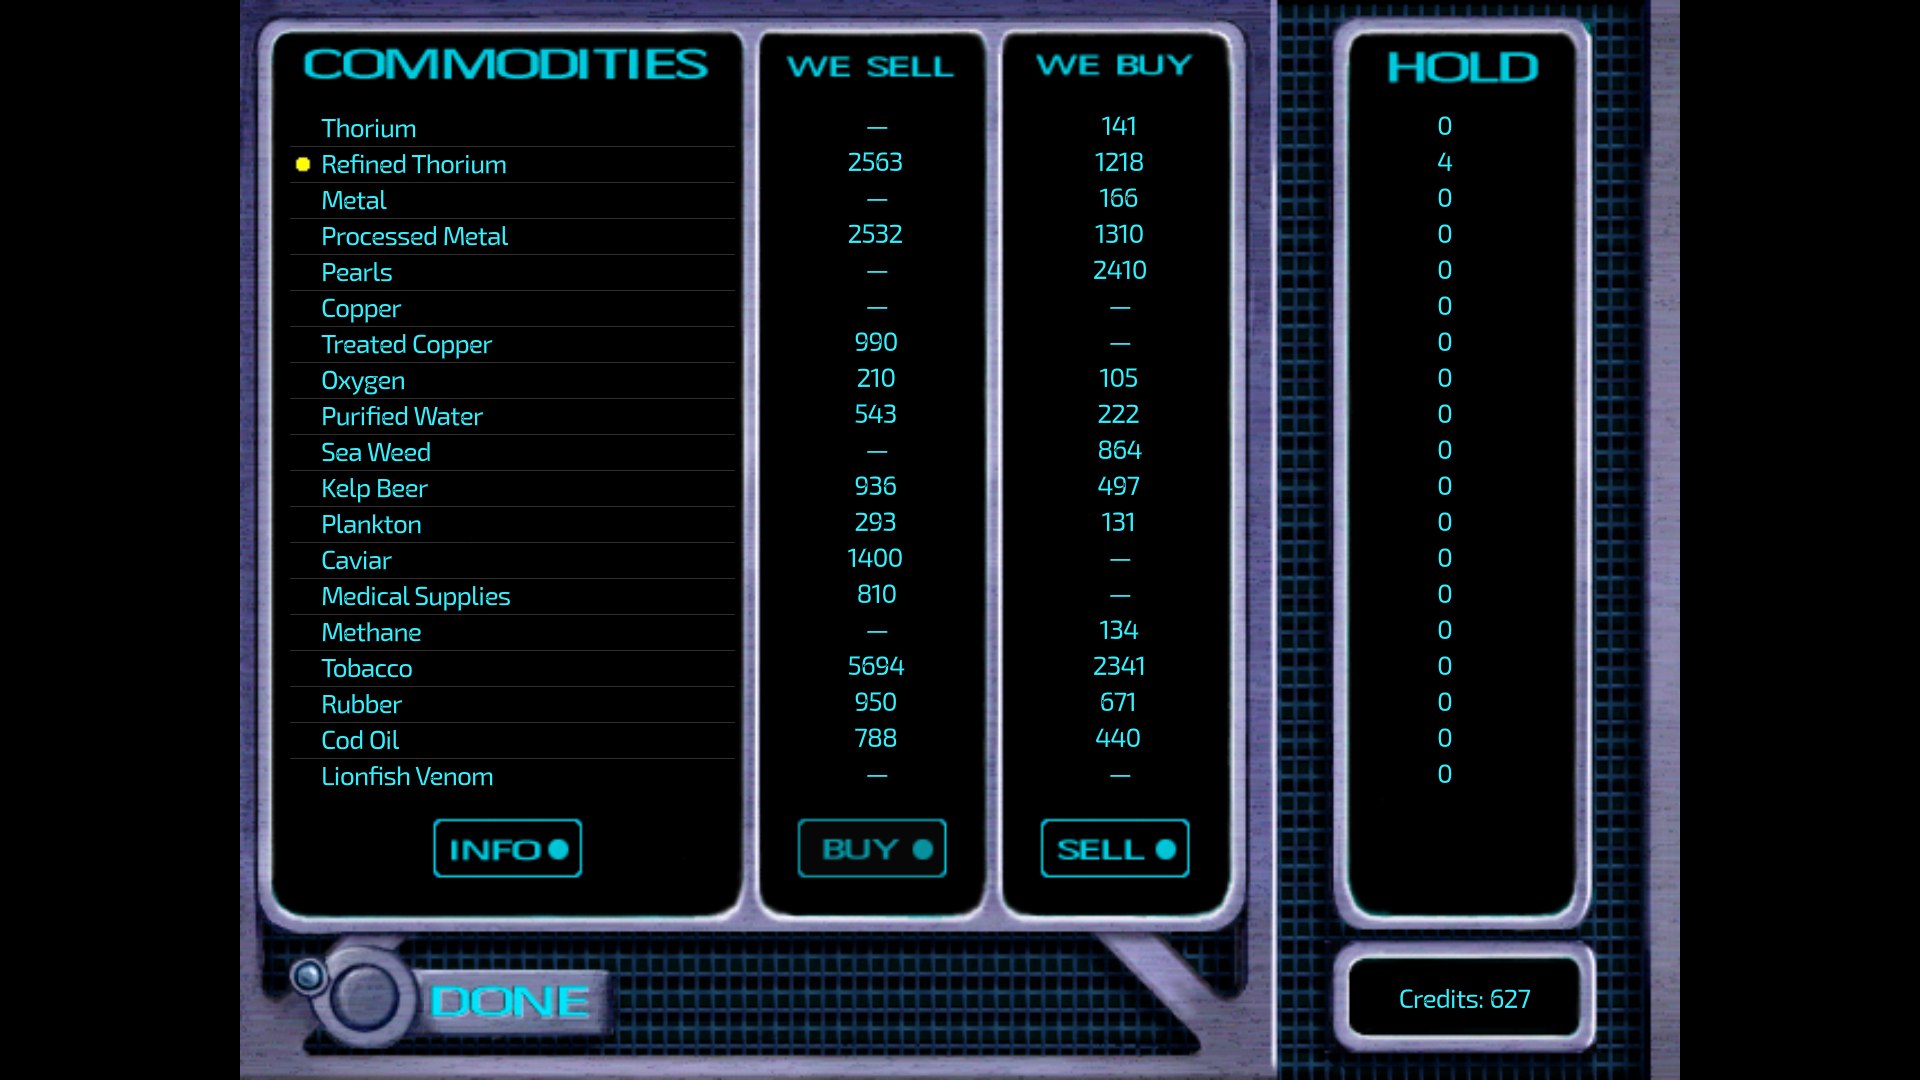 COMMODITIES WE SELL WE BUY HOLD
Thorium — 141 0
Refined Thorium 2563 1218 4
Metal — 166 0
Processed Metal 2532 1310 0
Pearls — 2410 0
Copper — — 0
Treated Copper 990 — 0
Oxygen 210 105 0
Purified Water 543 222 0
Sea Weed — 864 0
Kelp Beer 936 497 0
Plankton 293 131 0
Caviar 1400 — 0
Medical Supplies 810 — 0
Methane — 134 0
Tobacco 5694 2341 0
Rubber 950 671 0
Cod Oil 788 440 0
Lionfish Venom — — 0
INFO BUY SELL
DONE Credits: 627